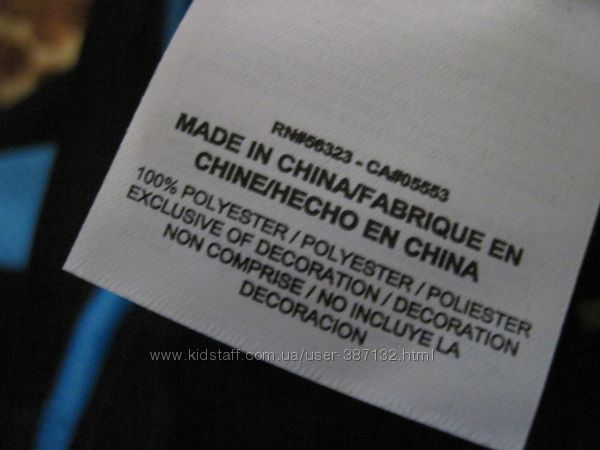 RN#56323 - CA#05553
MADE IN CHINA/FABRIQUE EN
CHINE/HECHO EN CHINA
100% POLYESTER / POLYESTER / POLIESTER
EXCLUSIVE OF DECORATION / DECORATION
NON COMPRISE / NO INCLUYE LA
DECORACION
www.kidstaff.com.ua/user-387132.html